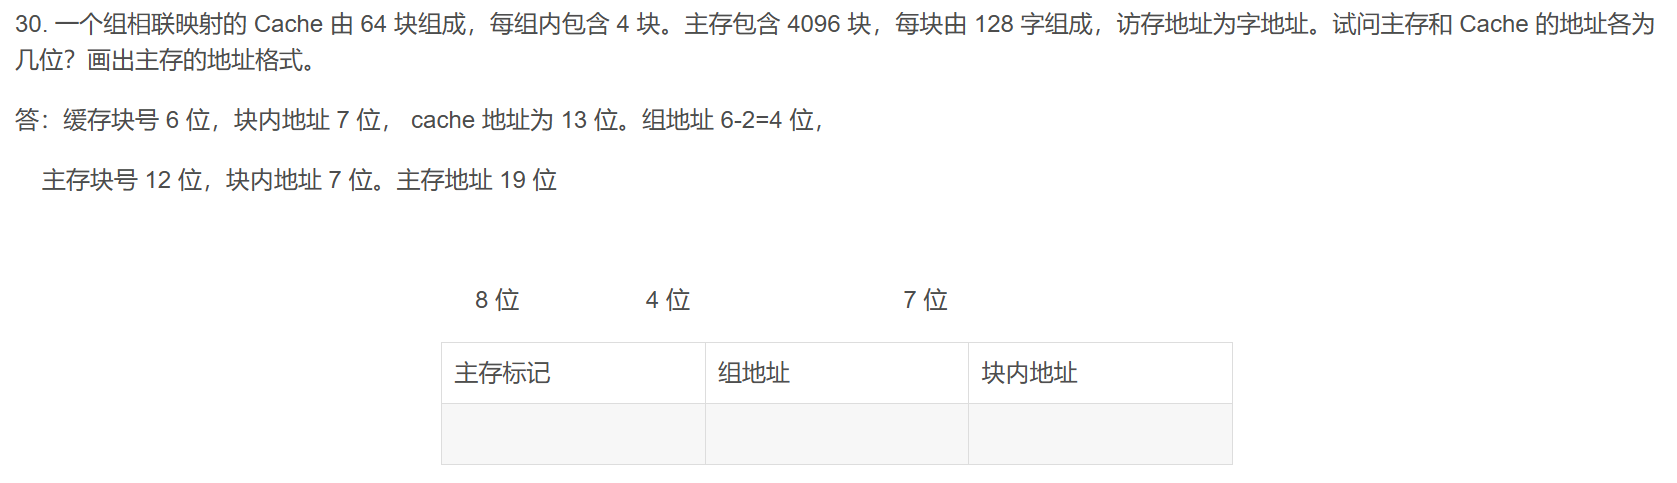 30. 一个组相联映射的 Cache 由 64 块组成，每组内包含 4 块。主存包含 4096 块，每块由 128 字组成，访存地址为字地址。试问主存和 Cache 的地址各为
几位？画出主存的地址格式。
答：缓存块号 6 位，块内地址 7 位， cache 地址为 13 位。组地址 6-2=4 位，
主存块号 12 位，块内地址 7 位。主存地址 19 位
8 位 4 位 7 位
主存标记 组地址 块内地址